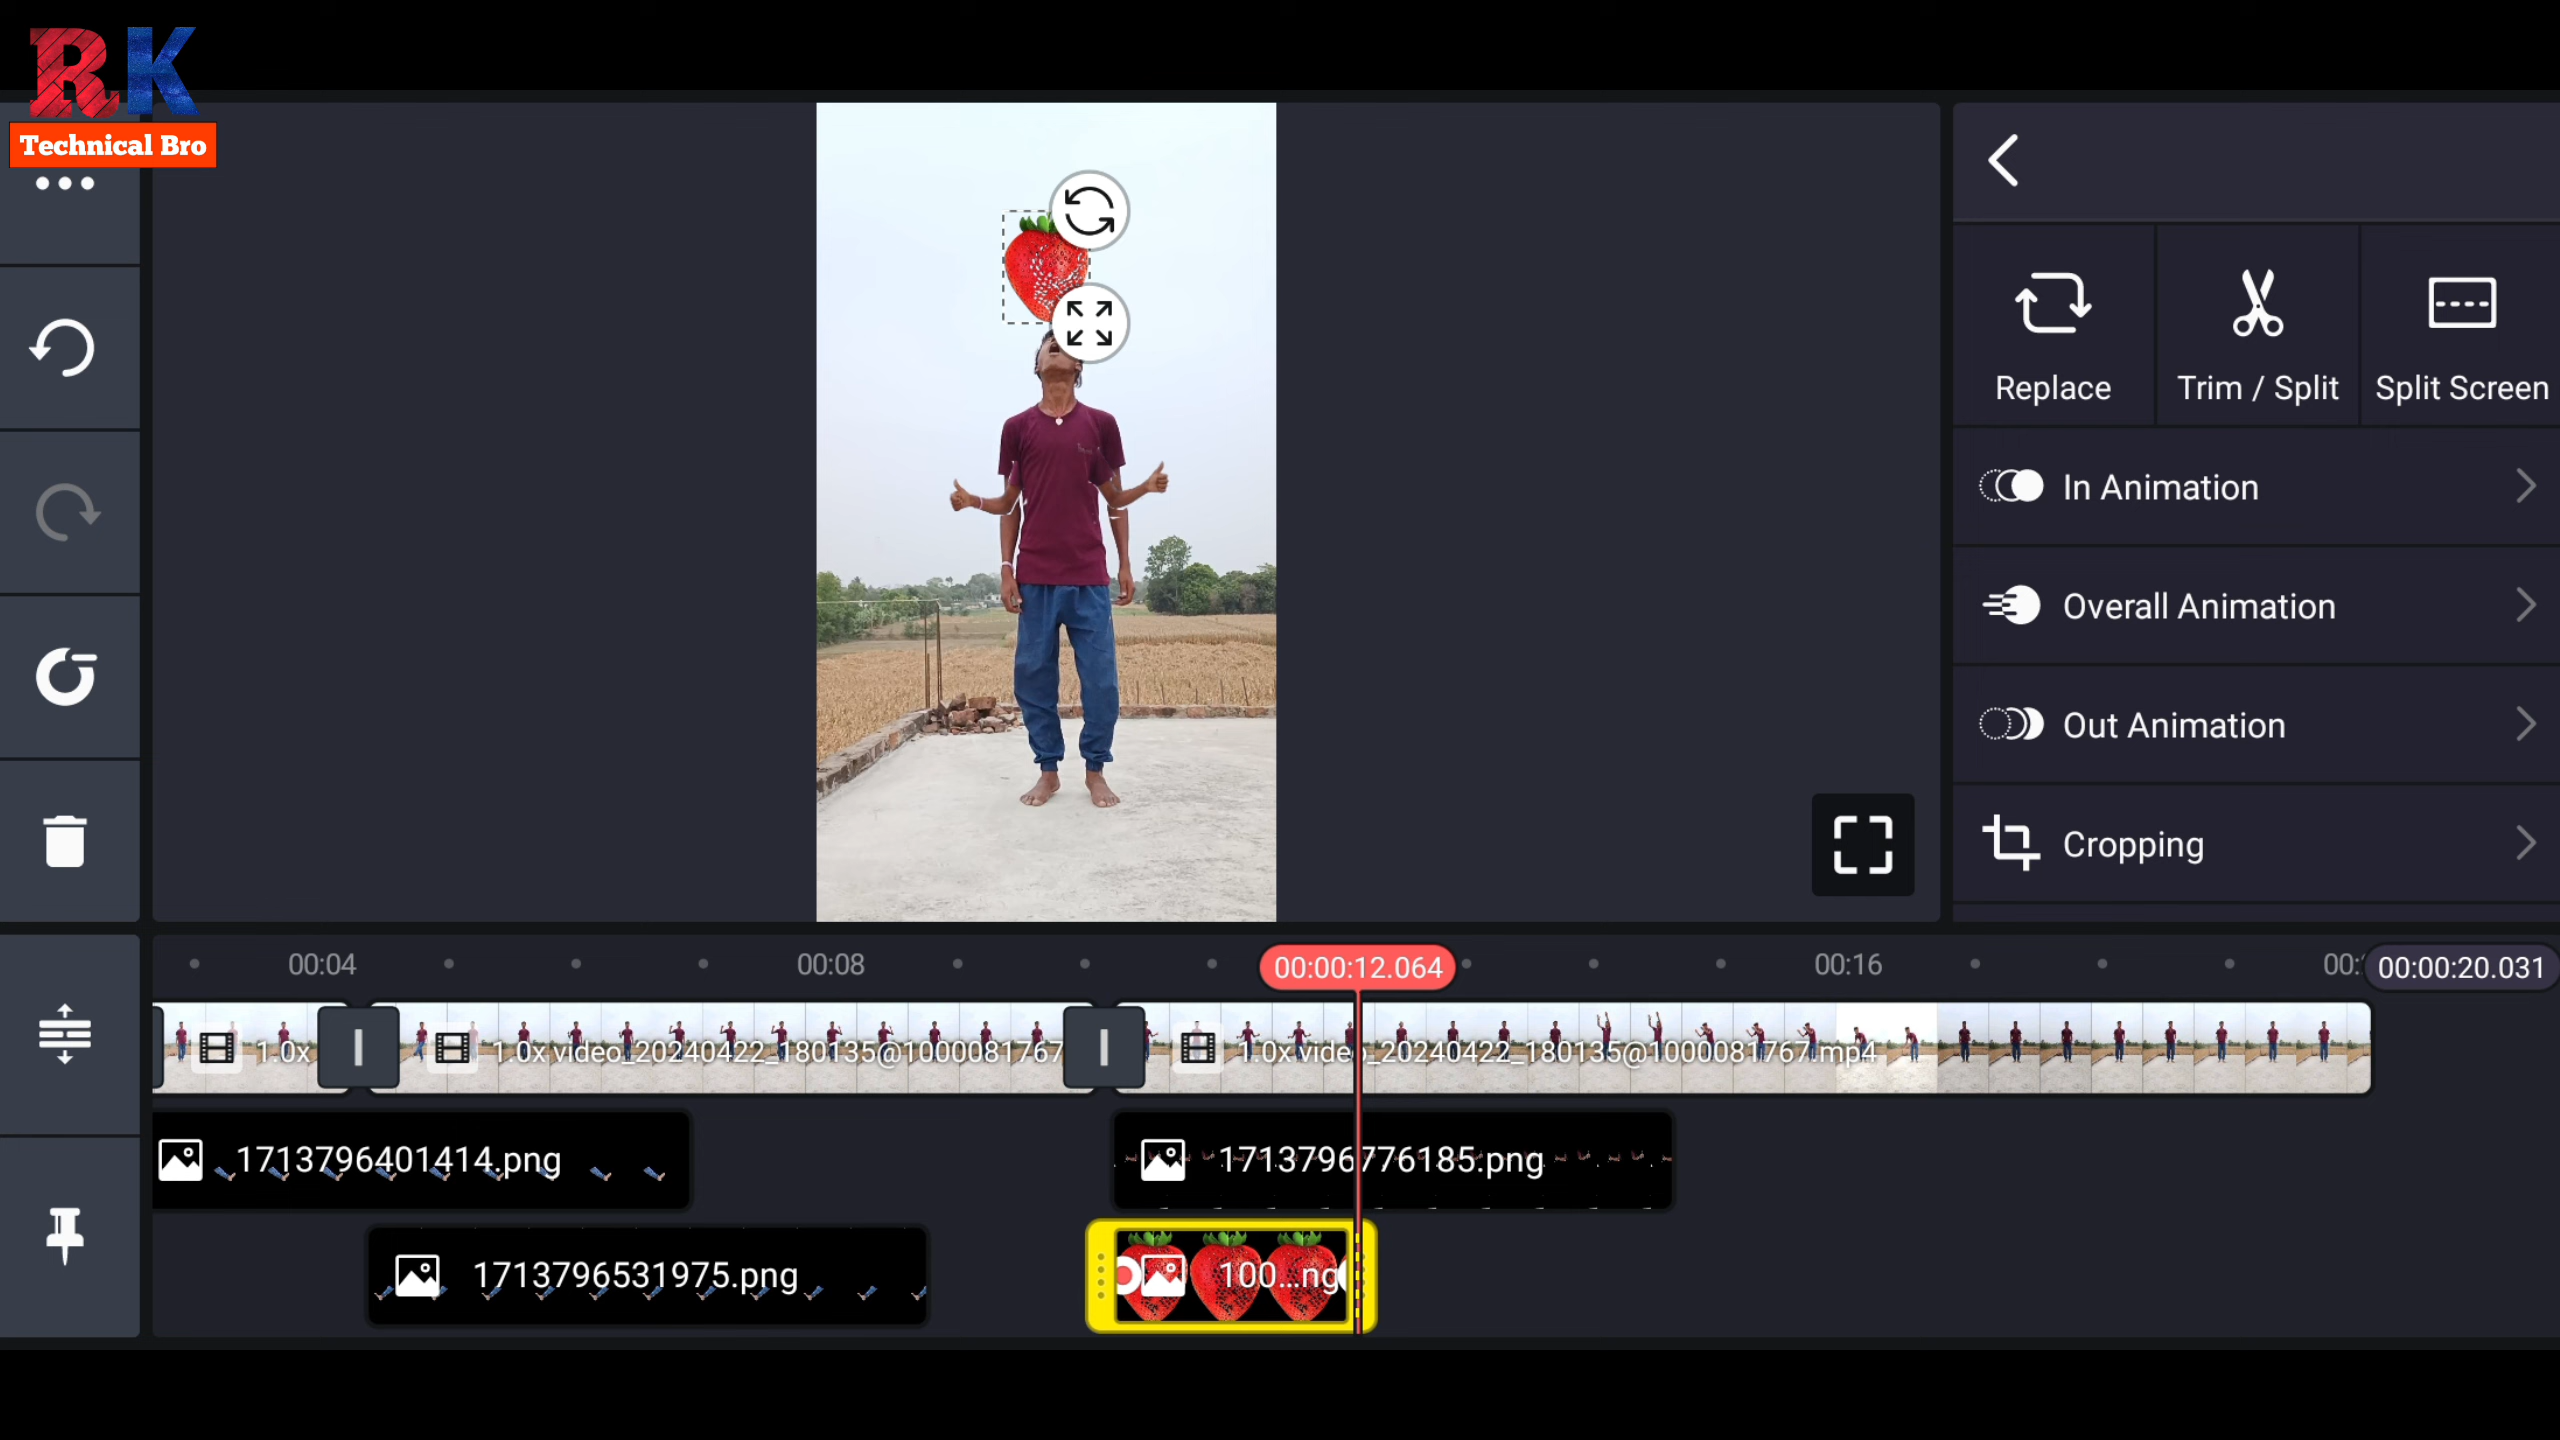 RK
Technical Bro
Replace
Trim / Split
Split Screen
In Animation
Overall Animation
Out Animation
Cropping
00:04
00:08
00:00:12.064
00:16
00:
00:00:20.031
1.0x
1.0x video_20240422_180135@1000081767
1.0x video_20240422_180135@1000081767.mp4
1713796401414.png
1713796776185.png
1713796531975.png
100...ng